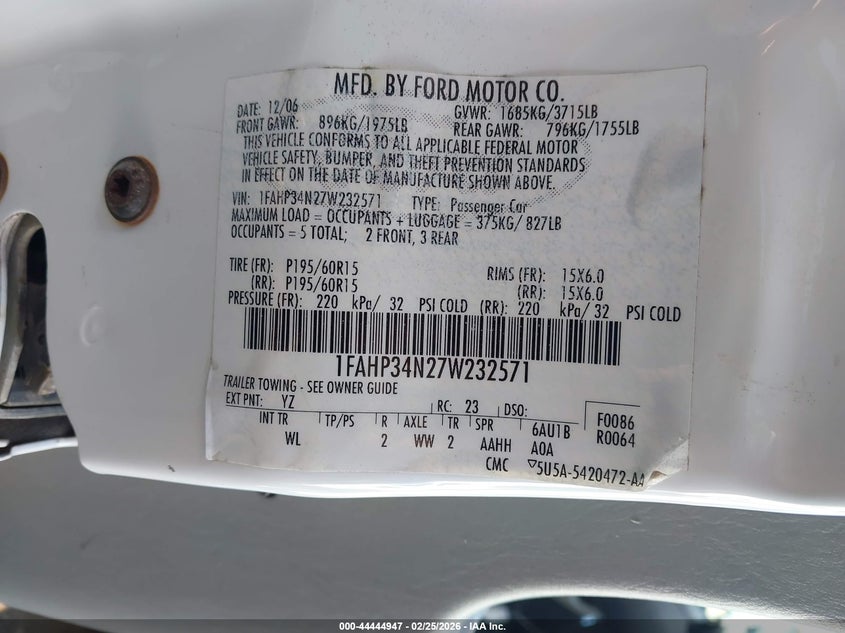 MFD. BY FORD MOTOR CO.
DATE: 12/06 GVWR: 1685KG/3715LB
FRONT GAWR: 896KG/1975LB REAR GAWR: 796KG/1755LB
THIS VEHICLE CONFORMS TO ALL APPLICABLE FEDERAL MOTOR
VEHICLE SAFETY, BUMPER, AND THEFT PREVENTION STANDARDS
IN EFFECT ON THE DATE OF MANUFACTURE SHOWN ABOVE.
VIN: 1FAHP34N27W232571 TYPE: Passenger Car
MAXIMUM LOAD = OCCUPANTS + LUGGAGE = 375KG/ 827LB
OCCUPANTS = 5 TOTAL; 2 FRONT, 3 REAR
TIRE (FR): P195/60R15 RIMS (FR): 15X6.0
(RR): P195/60R15 (RR): 15X6.0
PRESSURE (FR): 220 kPa/ 32 PSI COLD (RR): 220 kPa/ 32 PSI COLD
1FAHP34N27W232571
TRAILER TOWING - SEE OWNER GUIDE
EXT PNT: YZ RC: 23 DSO: F0086
INT TR TP/PS R AXLE TR SPR 6AU1B R0064
WL 2 WW 2 AAHH A0A
CMC 5U5A-5420472-AA
000-44444947 - 02/25/2026 - IAA Inc.